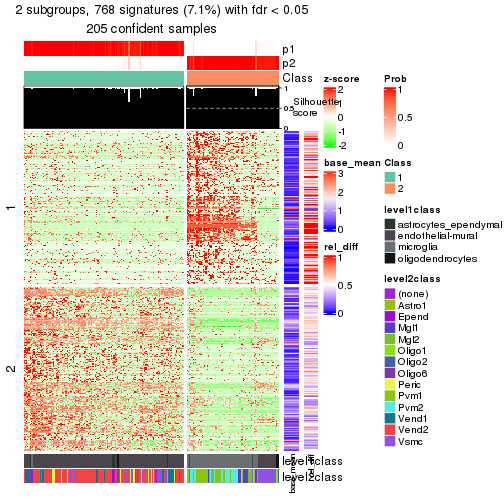 2 subgroups, 768 signatures (7.1%) with fdr < 0.05
205 confident samples
p1
p2
Class
Silhouette
score
1
0.5
0
1
2
z-score
2
1
0
-1
-2
base_mean
3
2
1
0
rel_diff
1
0.5
0
Prob
1
0.5
0
Class
1
2
level1class
astrocytes_ependymal
endothelial-mural
microglia
oligodendrocytes
level2class
(none)
Astro1
Epend
Mgl1
Mgl2
Oligo1
Oligo2
Oligo6
Peric
Pvm1
Pvm2
Vend1
Vend2
Vsmc
level1class
level2class
base_mean
rel_diff